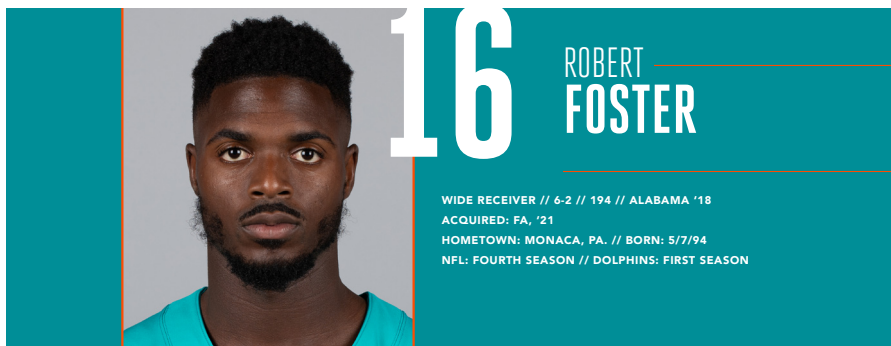 16
ROBERT
FOSTER
WIDE RECEIVER // 6-2 // 194 // ALABAMA ’18
ACQUIRED: FA, ’21
HOMETOWN: MONACA, PA. // BORN: 5/7/94
NFL: FOURTH SEASON // DOLPHINS: FIRST SEASON